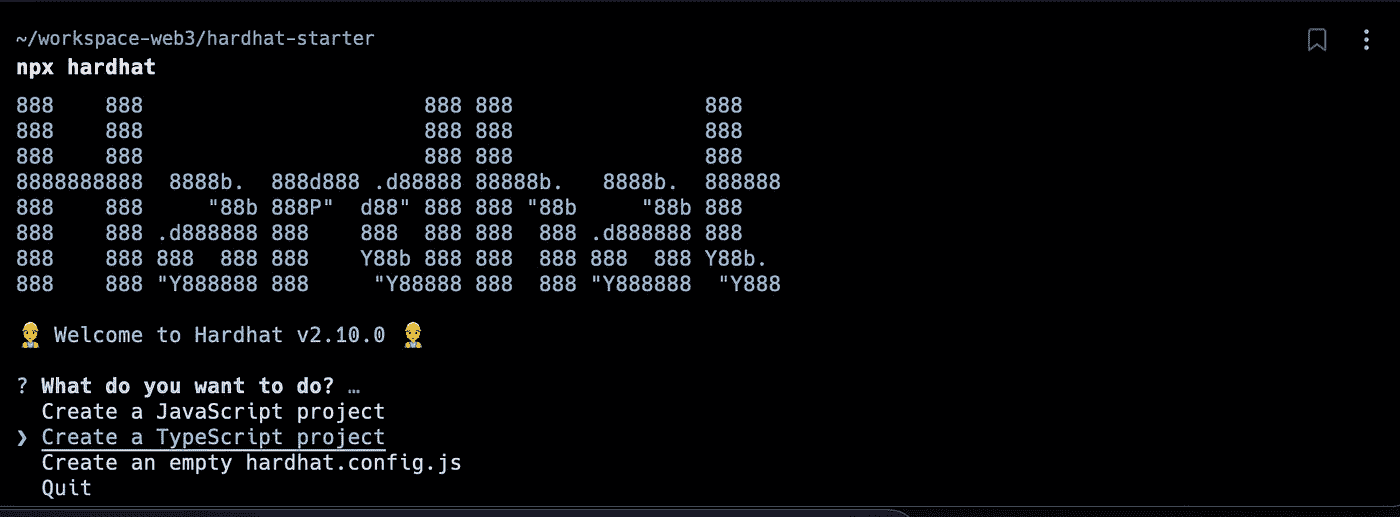 ~/workspace-web3/hardhat-starter
npx hardhat
888    888                      888 888               888
888    888                      888 888               888
888    888                      888 888               888
8888888888  8888b.  888d888 .d88888 88888b.   8888b.  888888
888    888     "88b 888P"  d88" 888 888 "88b     "88b 888
888    888 .d888888 888    888  888 888  888 .d888888 888
888    888 888  888 888    Y88b 888 888  888 888  888 Y88b.
888    888 "Y888888 888     "Y88888 888  888 "Y888888  "Y888
👷 Welcome to Hardhat v2.10.0 👷
? What do you want to do? …
Create a JavaScript project
❯ Create a TypeScript project
Create an empty hardhat.config.js
Quit